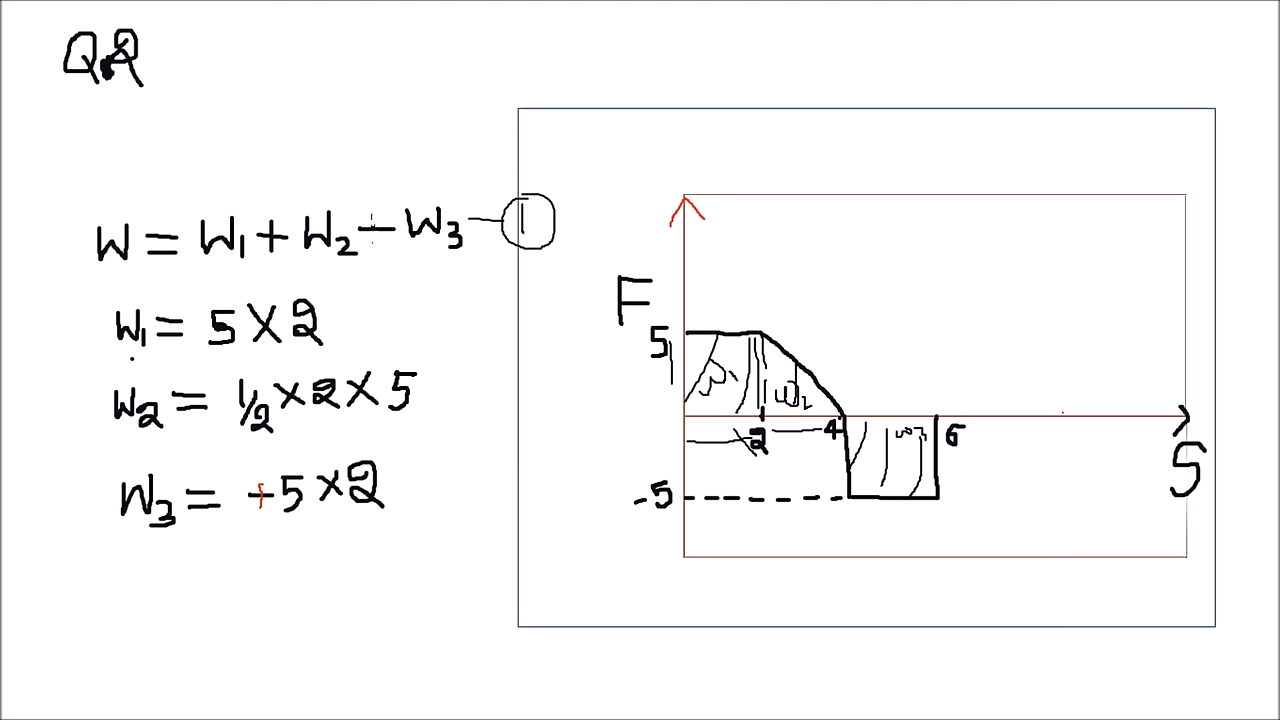 W = W₁ + W₂ - W₃ — 1
W₁ = 5 × 2
W₂ = 1/2 × 2 × 5
W₃ = +5 × 2
F
5
2
4
6
-5
S